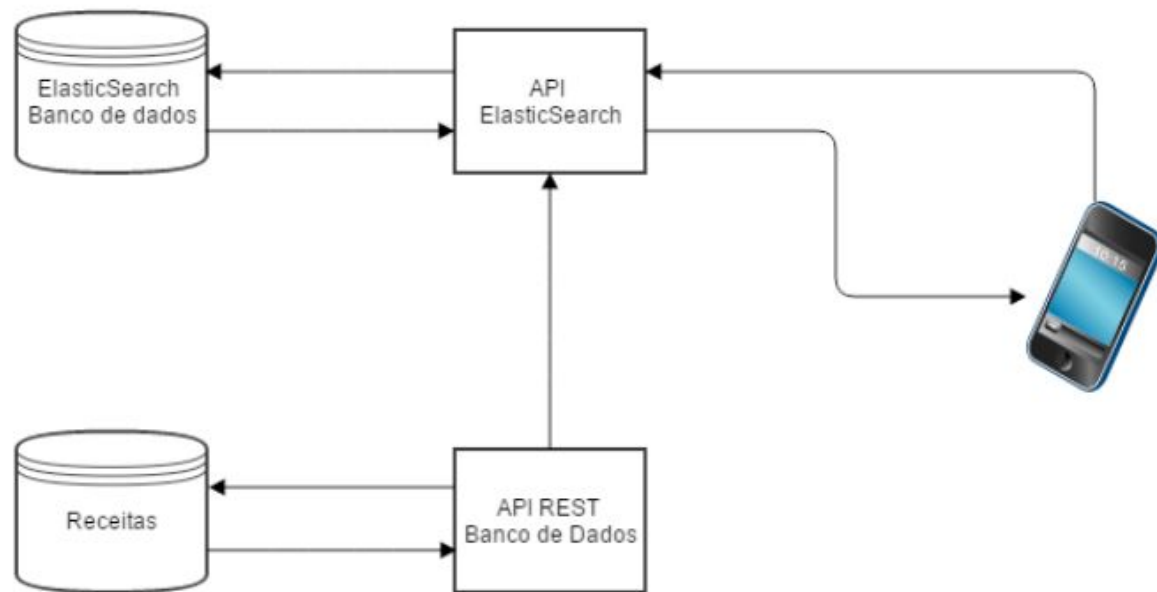 ElasticSearch
Banco de dados
API
ElasticSearch
10:15
Receitas
API REST
Banco de Dados